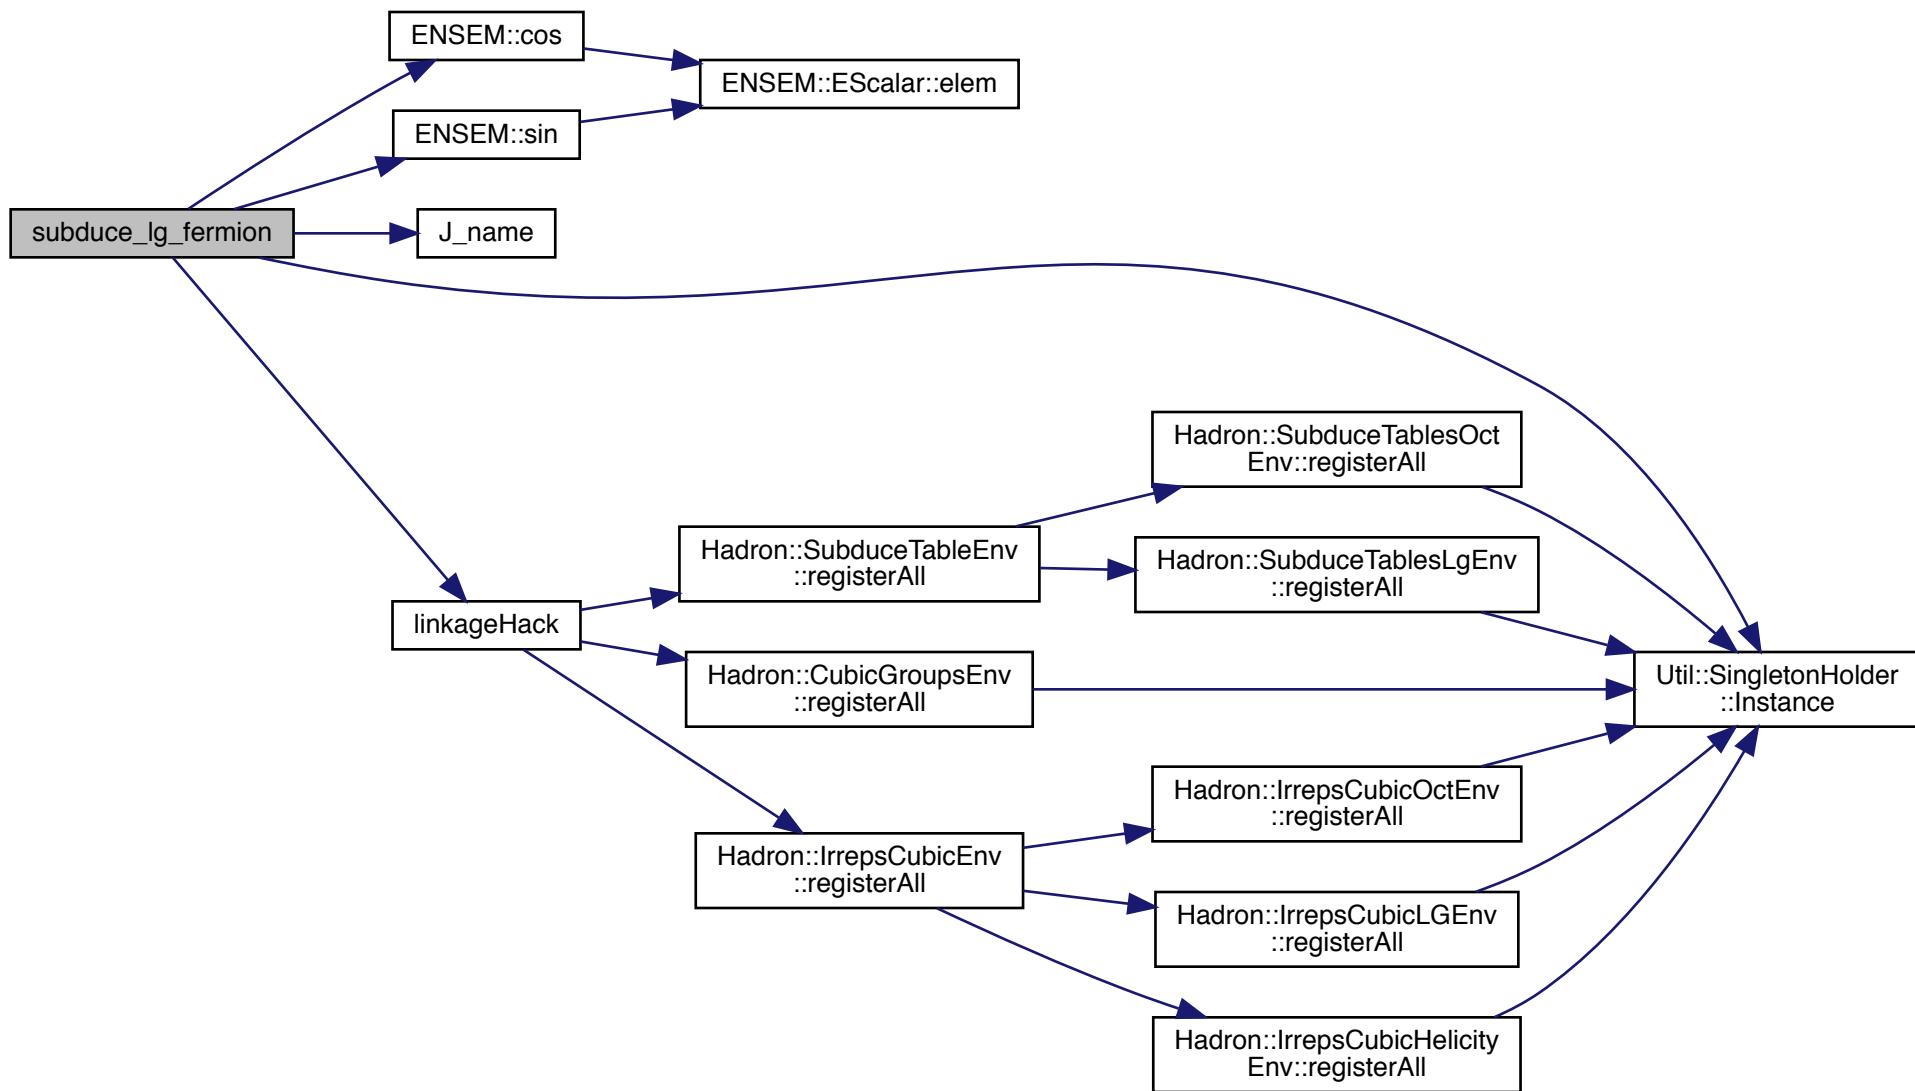 ENSEM::cos
ENSEM::EScalar::elem
ENSEM::sin
subduce_lg_fermion
J_name
Hadron::SubduceTablesOct
Env::registerAll
Hadron::SubduceTableEnv
::registerAll
Hadron::SubduceTablesLgEnv
::registerAll
linkageHack
Hadron::CubicGroupsEnv
::registerAll
Util::SingletonHolder
::Instance
Hadron::IrrepsCubicOctEnv
::registerAll
Hadron::IrrepsCubicEnv
::registerAll
Hadron::IrrepsCubicLGEnv
::registerAll
Hadron::IrrepsCubicHelicity
Env::registerAll